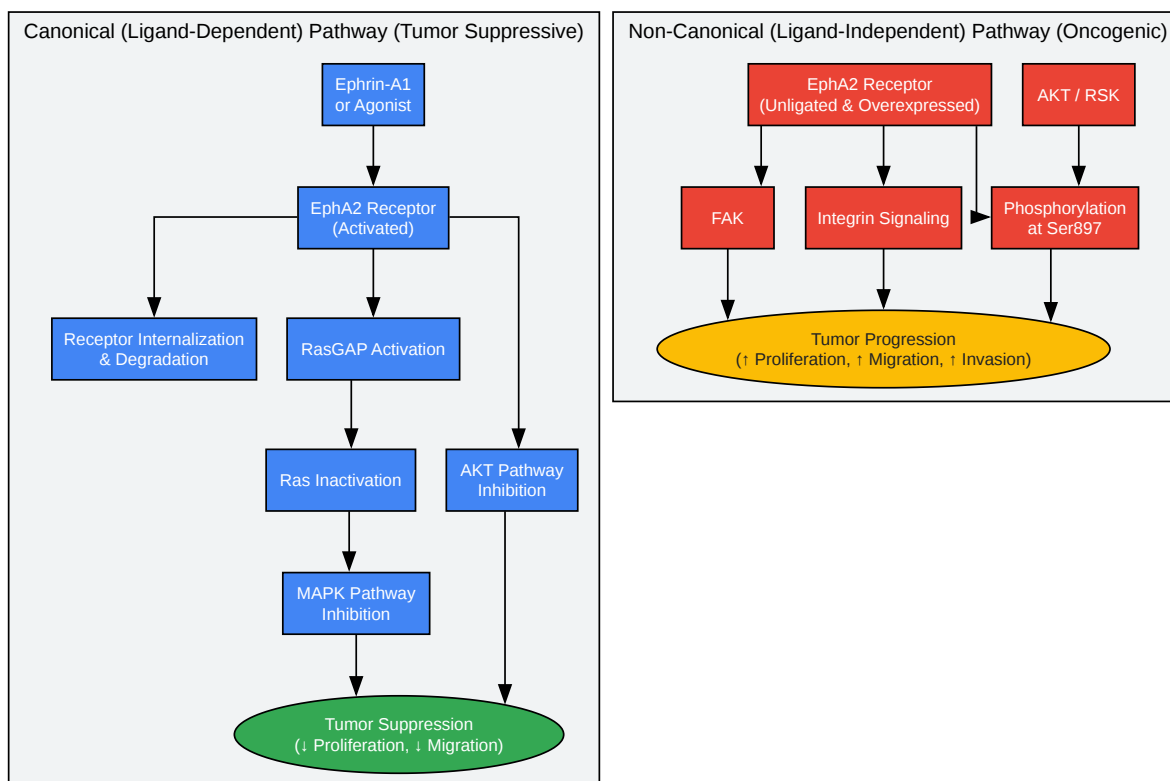 Canonical (Ligand-Dependent) Pathway (Tumor Suppressive)
Ephrin-A1
or Agonist
EphA2 Receptor
(Activated)
Receptor Internalization
& Degradation
RasGAP Activation
Ras Inactivation
AKT Pathway
Inhibition
MAPK Pathway
Inhibition
Tumor Suppression
(↓ Proliferation, ↓ Migration)
Non-Canonical (Ligand-Independent) Pathway (Oncogenic)
EphA2 Receptor
(Unligated & Overexpressed)
AKT / RSK
FAK
Integrin Signaling
Phosphorylation
at Ser897
Tumor Progression
(↑ Proliferation, ↑ Migration, ↑ Invasion)